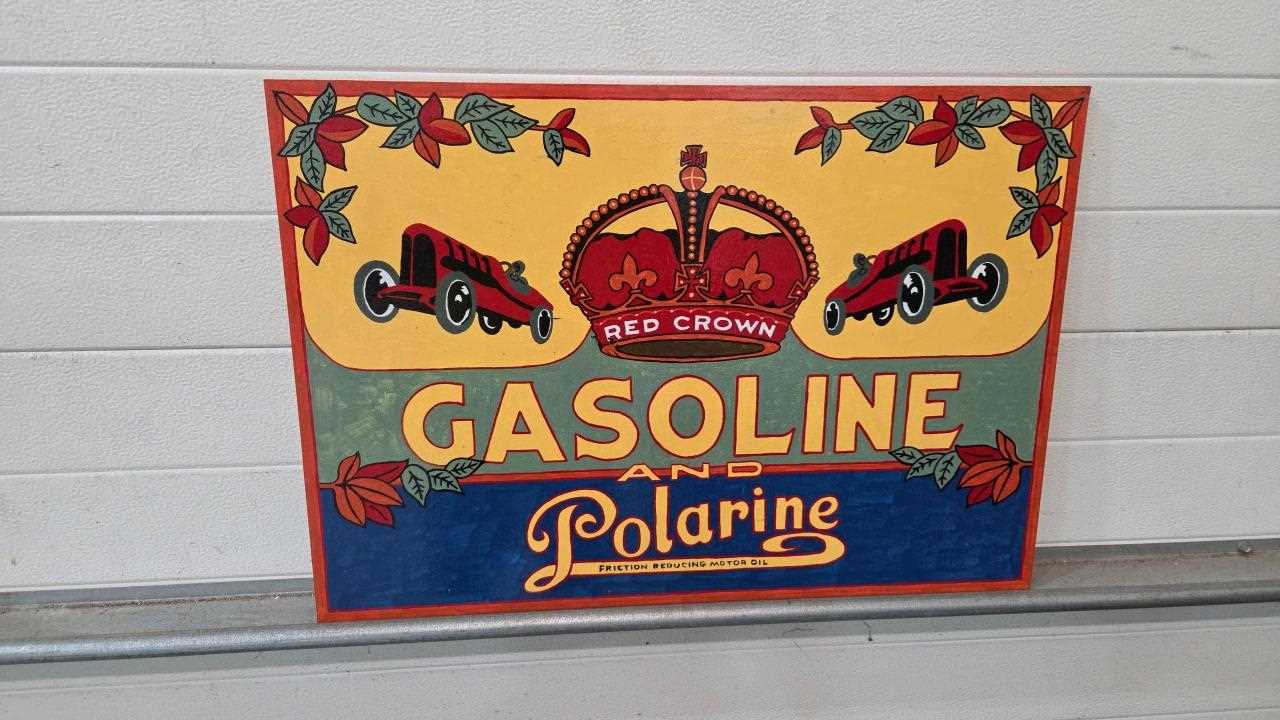 RED CROWN
GASOLINE
AND
Polarine
FRICTION REDUCING MOTOR OIL